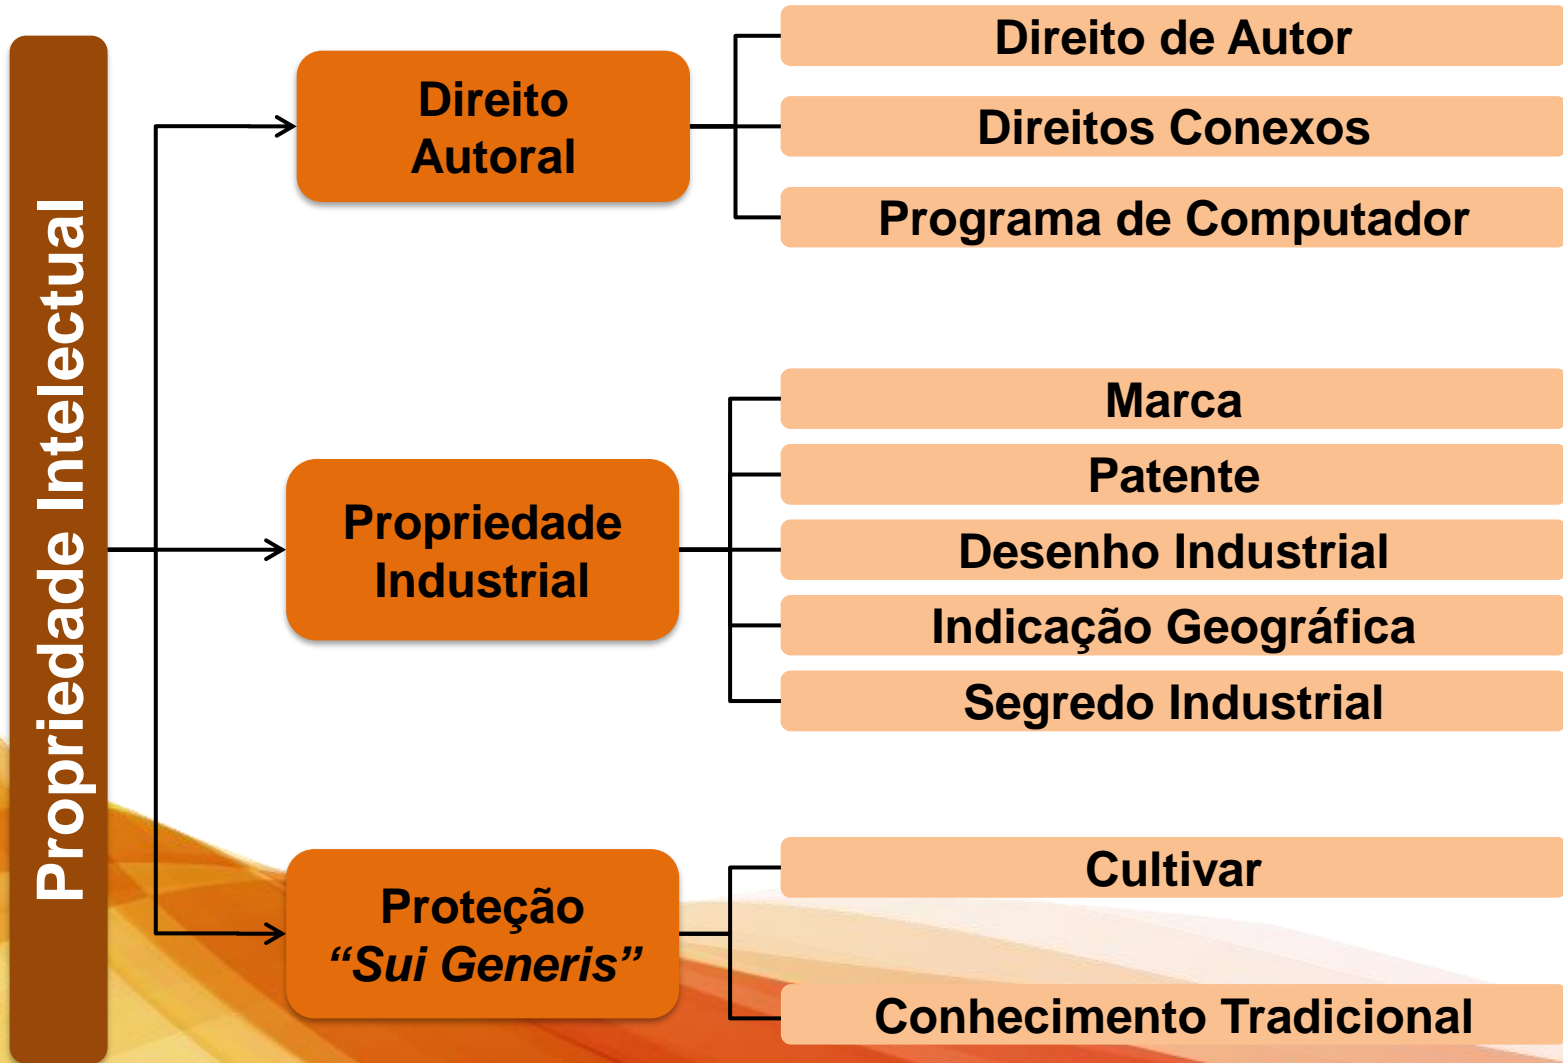 Propriedade Intelectual
Direito
Autoral
Direito de Autor
Direitos Conexos
Programa de Computador
Propriedade
Industrial
Marca
Patente
Desenho Industrial
Indicação Geográfica
Segredo Industrial
Proteção
“Sui Generis”
Cultivar
Conhecimento Tradicional